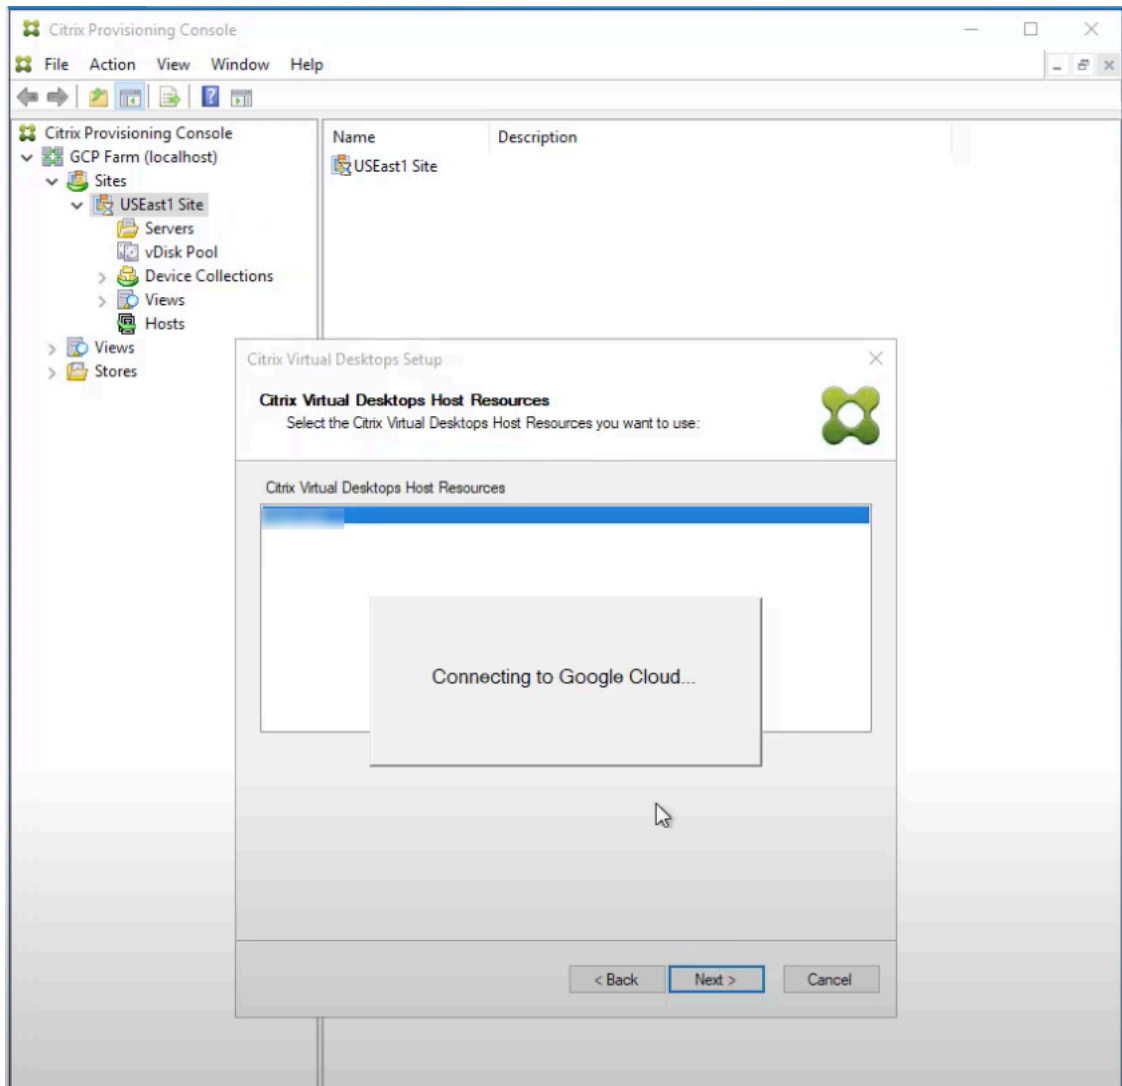 Citrix Provisioning Console
File Action View Window Help
Citrix Provisioning Console
GCP Farm (localhost)
Sites
USEast1 Site
Servers
vDisk Pool
Device Collections
Views
Hosts
Views
Stores
Name Description
USEast1 Site
Citrix Virtual Desktops Setup
Citrix Virtual Desktops Host Resources
Select the Citrix Virtual Desktops Host Resources you want to use:
Citrix Virtual Desktops Host Resources
Connecting to Google Cloud...
< Back Next > Cancel